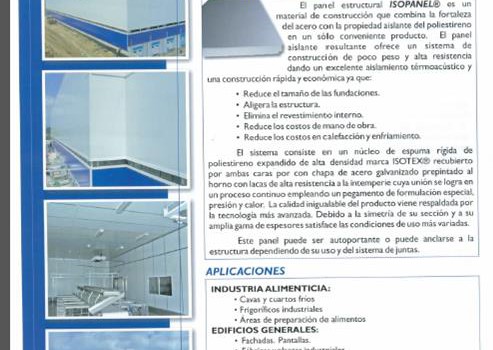 El panel estructural ISOPANEL® es un
material de construcción que combina la fortaleza
del acero con la propiedad aislante del poliestireno
en un sólo conveniente producto. El panel
aislante resultante ofrece un sistema de
construcción de poco peso y alta resistencia
dando un excelente aislamiento térmoacústico y
una construcción rápida y económica ya que:
• Reduce el tamaño de las fundaciones.
• Aligera la estructura.
• Elimina el revestimiento interno.
• Reduce los costos de mano de obra.
• Reduce los costos en calefacción y enfriamiento.
El sistema consiste en un núcleo de espuma rígida de
poliestireno expandido de alta densidad marca ISOTEX® recubierto
por ambas caras por con chapa de acero galvanizado prepintado al
horno con lacas de alta resistencia a la intemperie cuya unión se logra en
un proceso continuo empleando un pegamento de formulación especial,
presión y calor. La calidad inigualable del producto viene respaldada por
la tecnología más avanzada. Debido a la simetría de su sección y a su
amplia gama de espesores satisface las condiciones de uso más variadas.
Este panel puede ser autoportante o puede anclarse a la
estructura dependiendo de su uso y del sistema de juntas.
APLICACIONES
INDUSTRIA ALIMENTICIA:
• Cavas y cuartos fríos
• Frigoríficos industriales
• Áreas de preparación de alimentos
EDIFICIOS GENERALES:
• Fachadas. Pantallas.